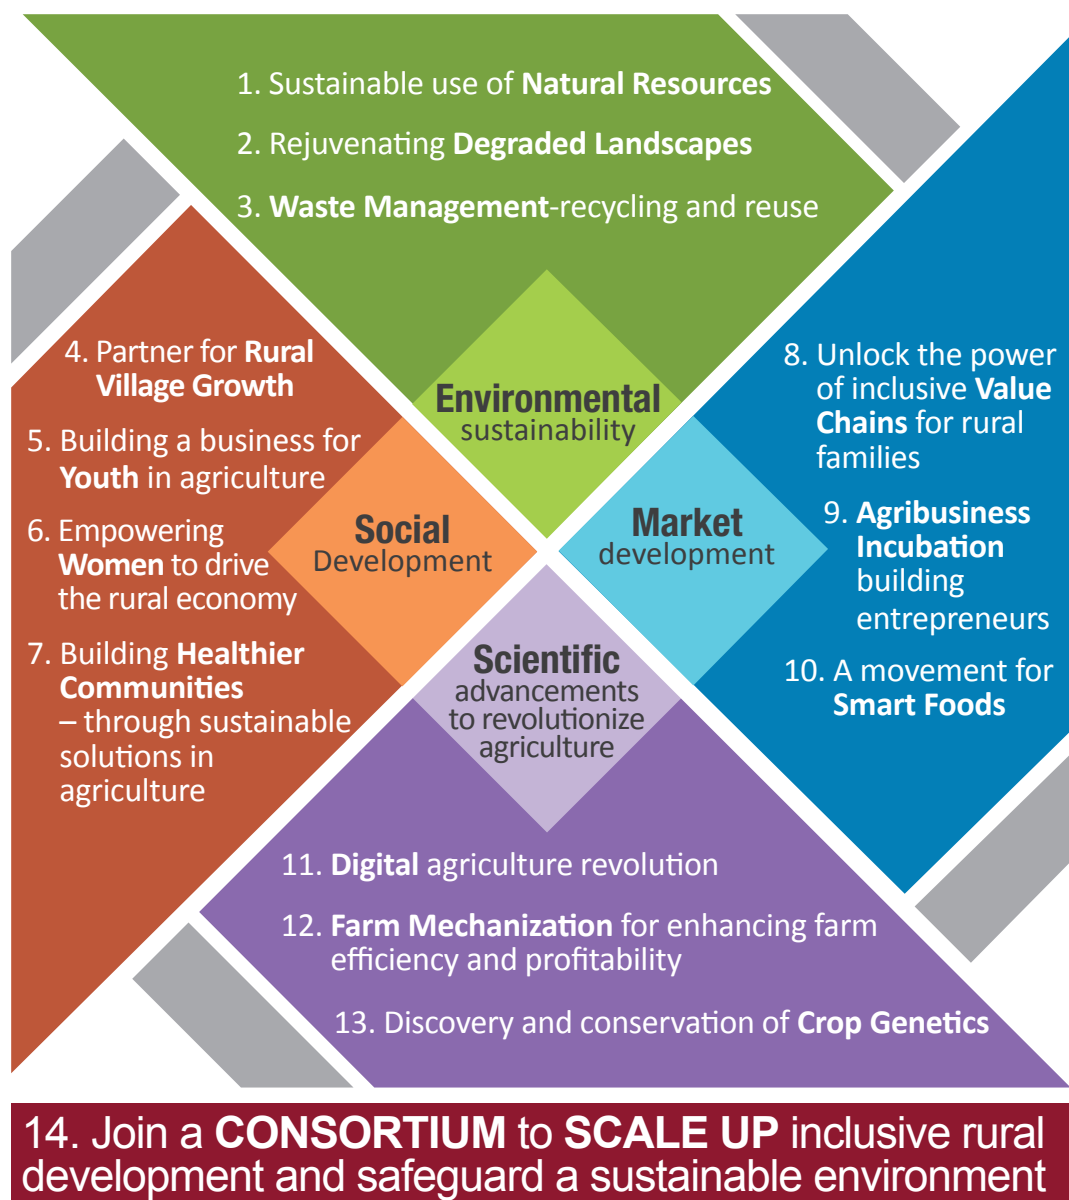 1. Sustainable use of Natural Resources
2. Rejuvenating Degraded Landscapes
3. Waste Management-recycling and reuse
Environmental
sustainability
4. Partner for Rural
Village Growth
5. Building a business for
Youth in agriculture
6. Empowering
Women to drive
the rural economy
7. Building Healthier
Communities
– through sustainable
solutions in
agriculture
Social
Development
Market
development
8. Unlock the power
of inclusive Value
Chains for rural
families
9. Agribusiness
Incubation
building
entrepreneurs
10. A movement for
Smart Foods
Scientific
advancements
to revolutionize
agriculture
11. Digital agriculture revolution
12. Farm Mechanization for enhancing farm
efficiency and profitability
13. Discovery and conservation of Crop Genetics
14. Join a CONSORTIUM to SCALE UP inclusive rural
development and safeguard a sustainable environment